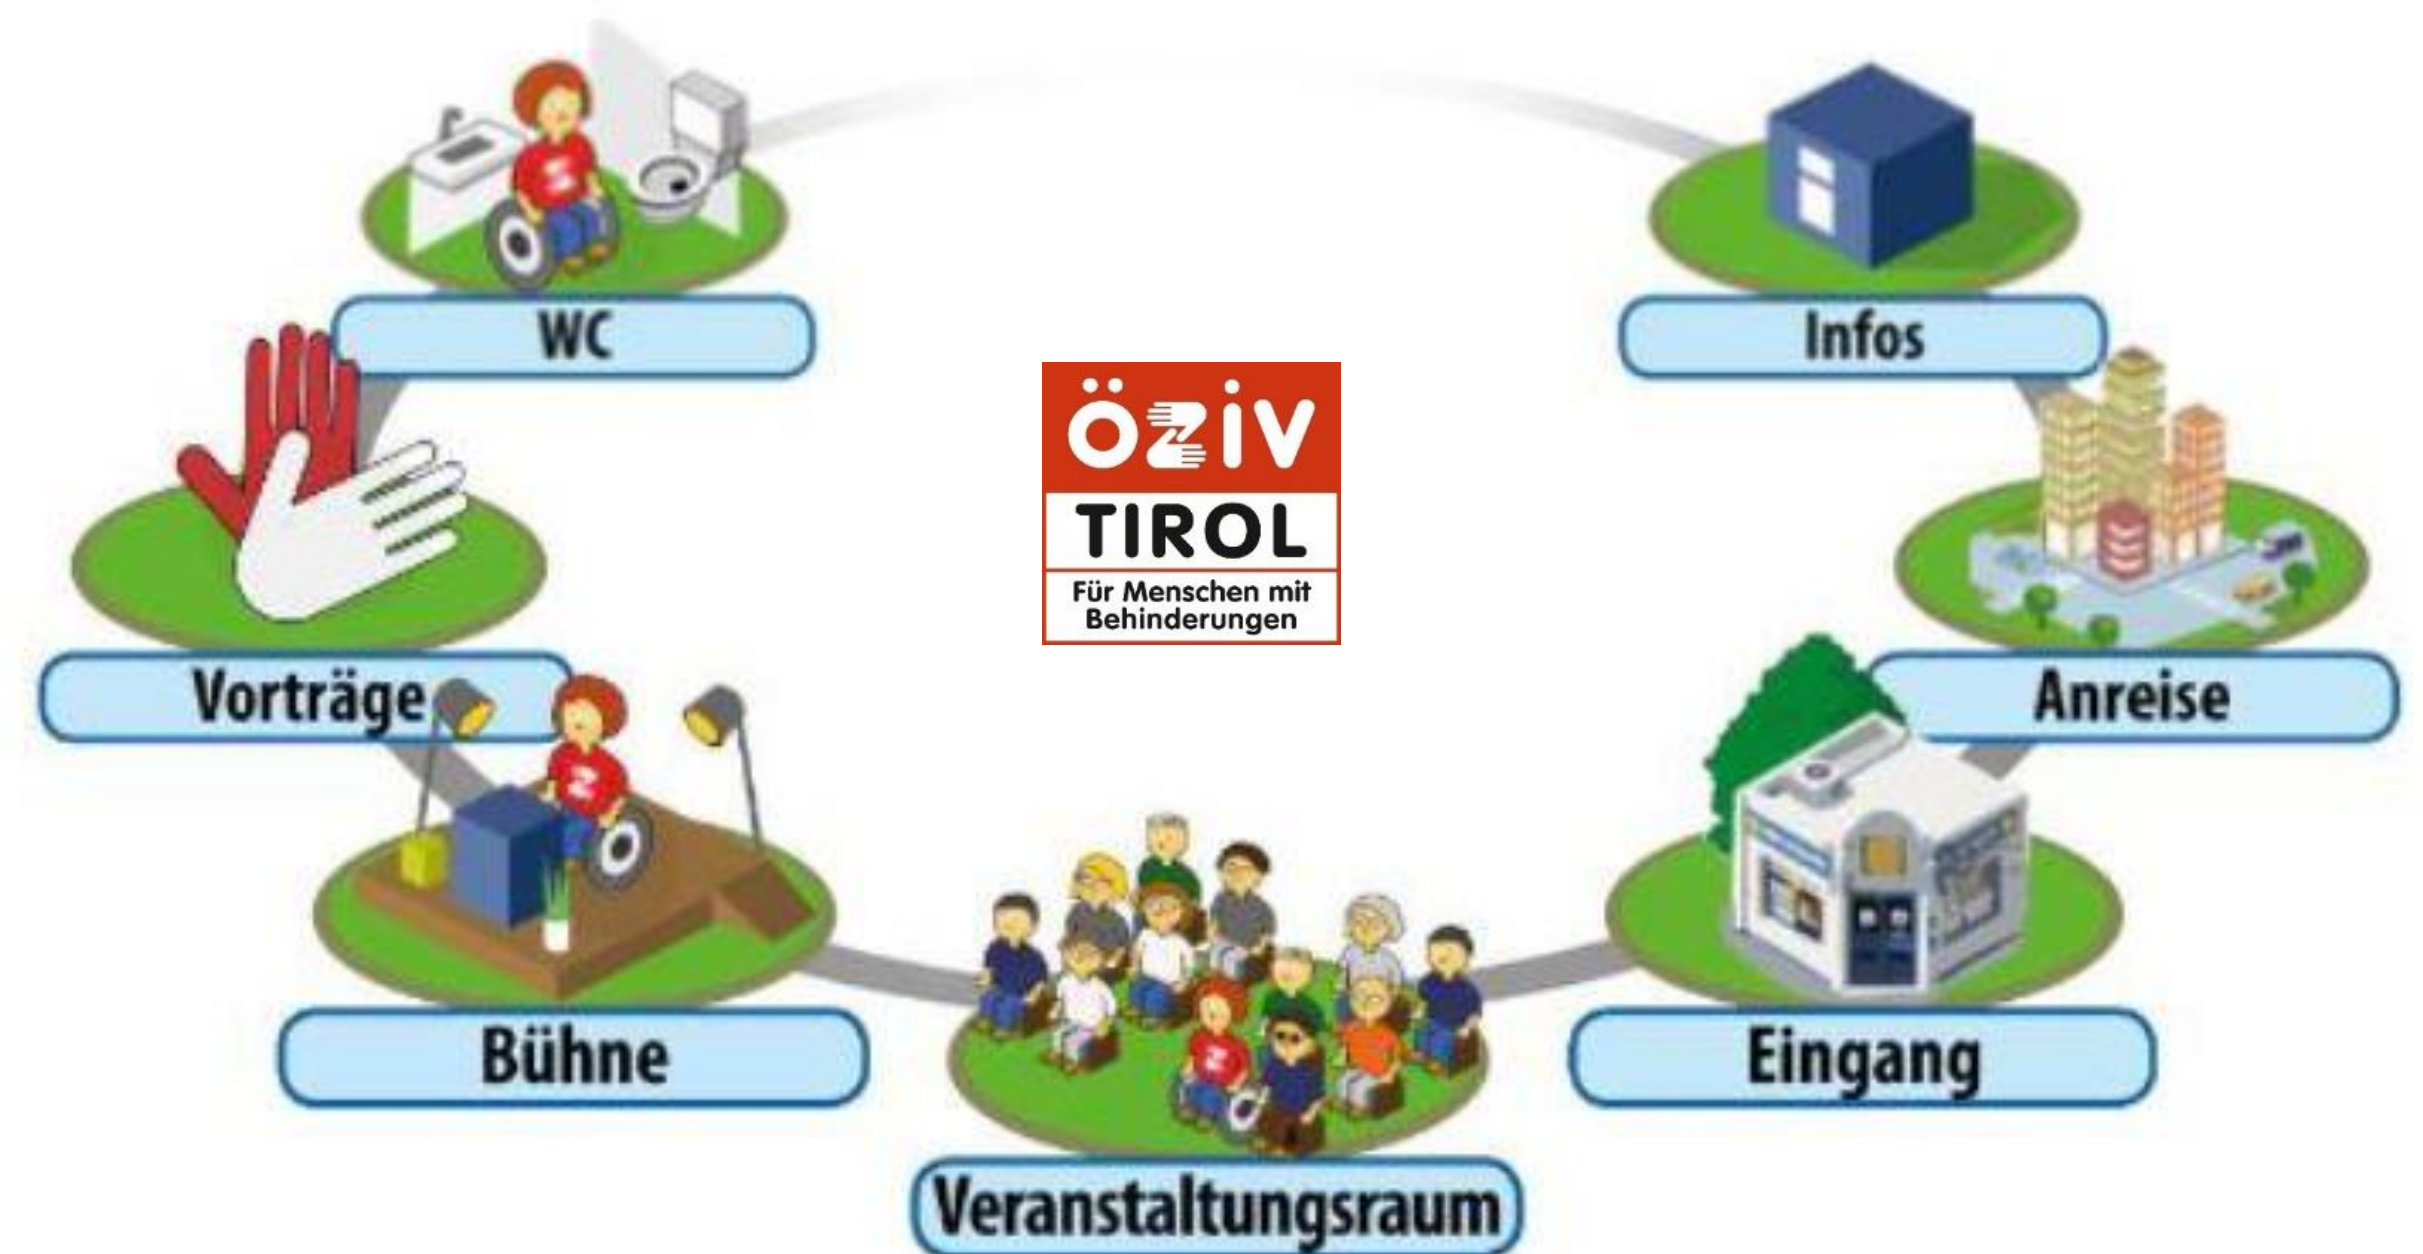 WC
Infos
öziv
TIROL
Für Menschen mit
Behinderungen
Vorträge
Anreise
Bühne
Eingang
Veranstaltungsraum